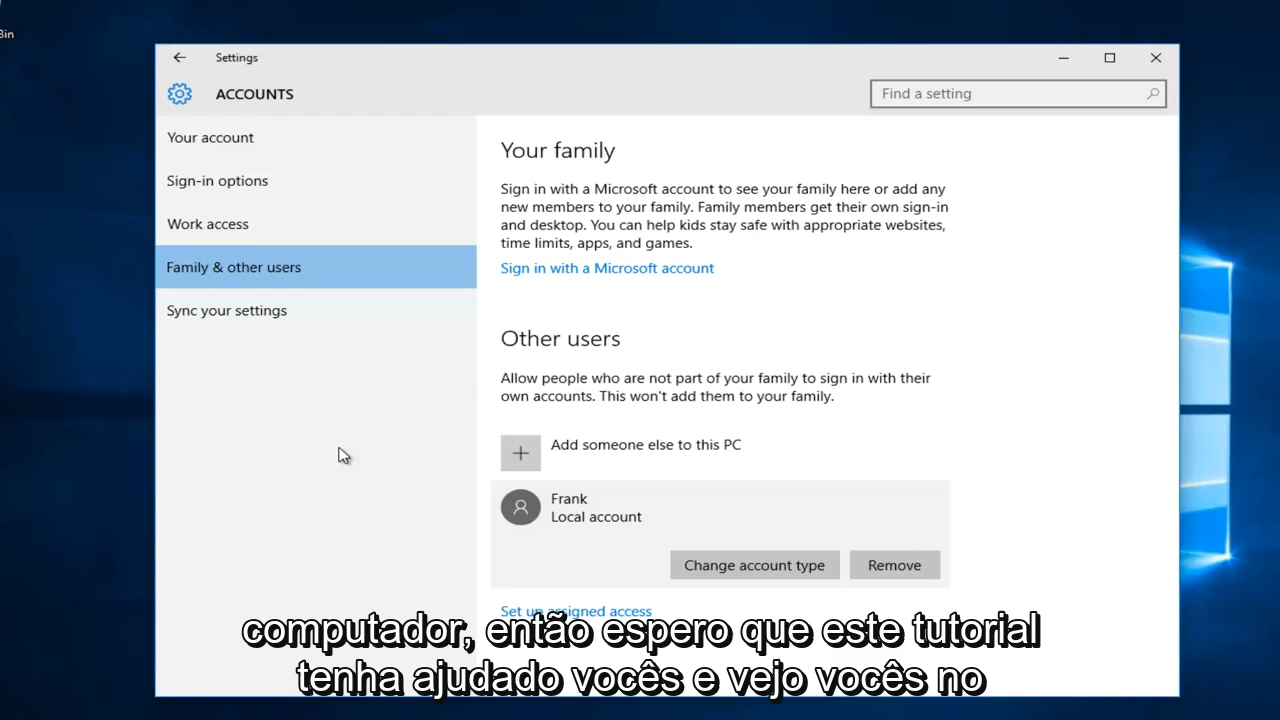 Bin
Settings
ACCOUNTS
Find a setting
Your account
Sign-in options
Work access
Family & other users
Sync your settings
Your family
Sign in with a Microsoft account to see your family here or add any
new members to your family. Family members get their own sign-in
and desktop. You can help kids stay safe with appropriate websites,
time limits, apps, and games.
Sign in with a Microsoft account
Other users
Allow people who are not part of your family to sign in with their
own accounts. This won't add them to your family.
Add someone else to this PC
Frank
Local account
Change account type
Remove
Set up assigned access
computador, então espero que este tutorial
tenha ajudado vocês e vejo vocês no